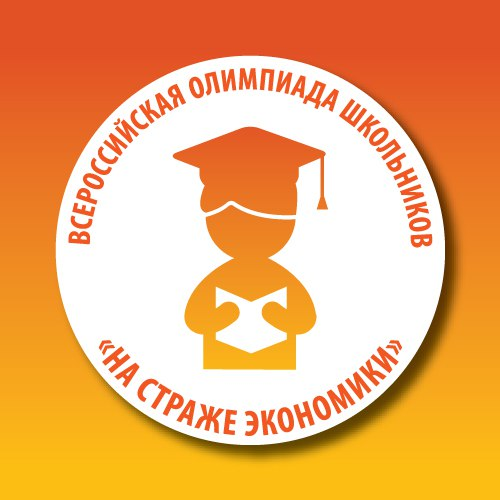 ВСЕРОССИЙСКАЯ ОЛИМПИАДА ШКОЛЬНИКОВ
«НА СТРАЖЕ ЭКОНОМИКИ»